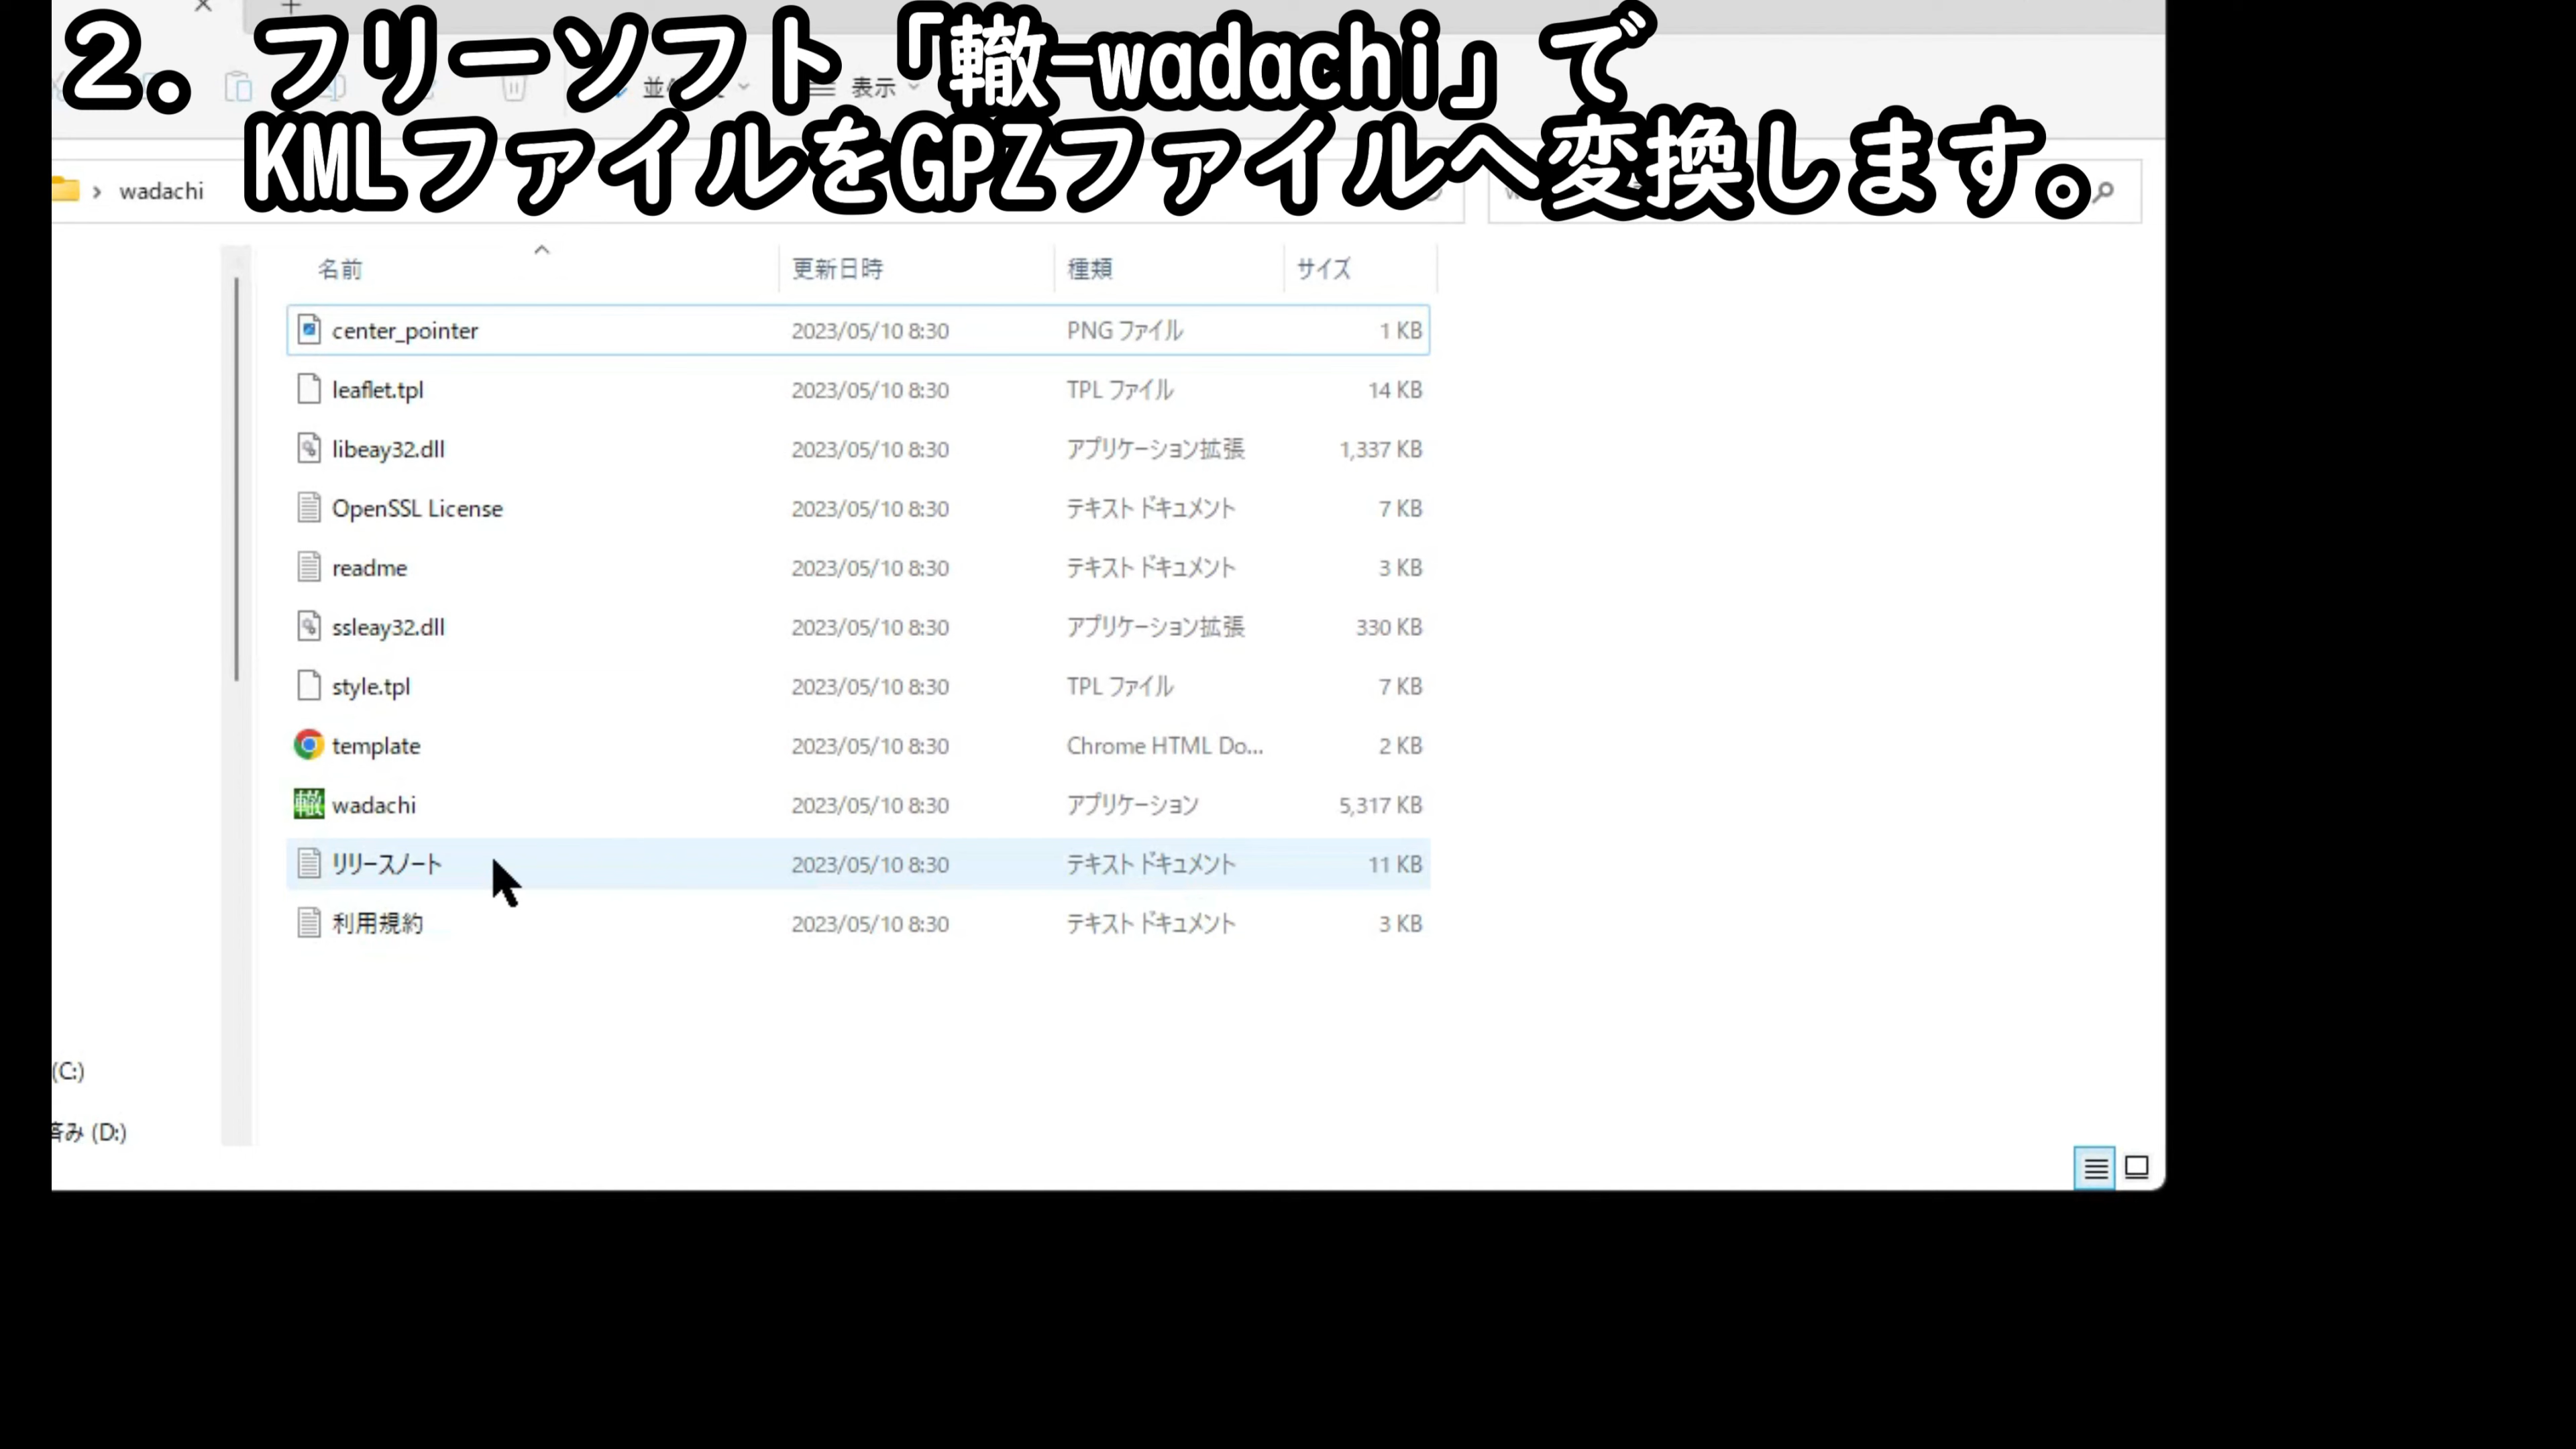 ２．フリーソフト「轍-wadachi」で
KMLファイルをGPZファイルへ変換します。
表示
wadachi
名前 更新日時 種類 サイズ
center_pointer 2023/05/10 8:30 PNG ファイル 1 KB
leaflet.tpl 2023/05/10 8:30 TPL ファイル 14 KB
libeay32.dll 2023/05/10 8:30 アプリケーション拡張 1,337 KB
OpenSSL License 2023/05/10 8:30 テキスト ドキュメント 7 KB
readme 2023/05/10 8:30 テキスト ドキュメント 3 KB
ssleay32.dll 2023/05/10 8:30 アプリケーション拡張 330 KB
style.tpl 2023/05/10 8:30 TPL ファイル 7 KB
template 2023/05/10 8:30 Chrome HTML Do... 2 KB
轍 wadachi 2023/05/10 8:30 アプリケーション 5,317 KB
リリースノート 2023/05/10 8:30 テキスト ドキュメント 11 KB
利用規約 2023/05/10 8:30 テキスト ドキュメント 3 KB
(C:)
済み (D:)